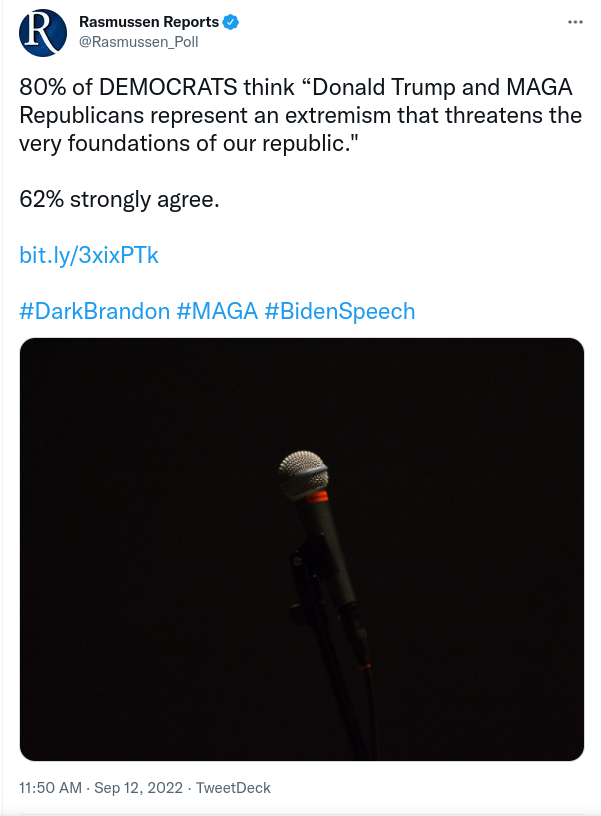 Rasmussen Reports
@Rasmussen_Poll
80% of DEMOCRATS think “Donald Trump and MAGA
Republicans represent an extremism that threatens the
very foundations of our republic."
62% strongly agree.
bit.ly/3xixPTk
#DarkBrandon #MAGA #BidenSpeech
11:50 AM · Sep 12, 2022 · TweetDeck